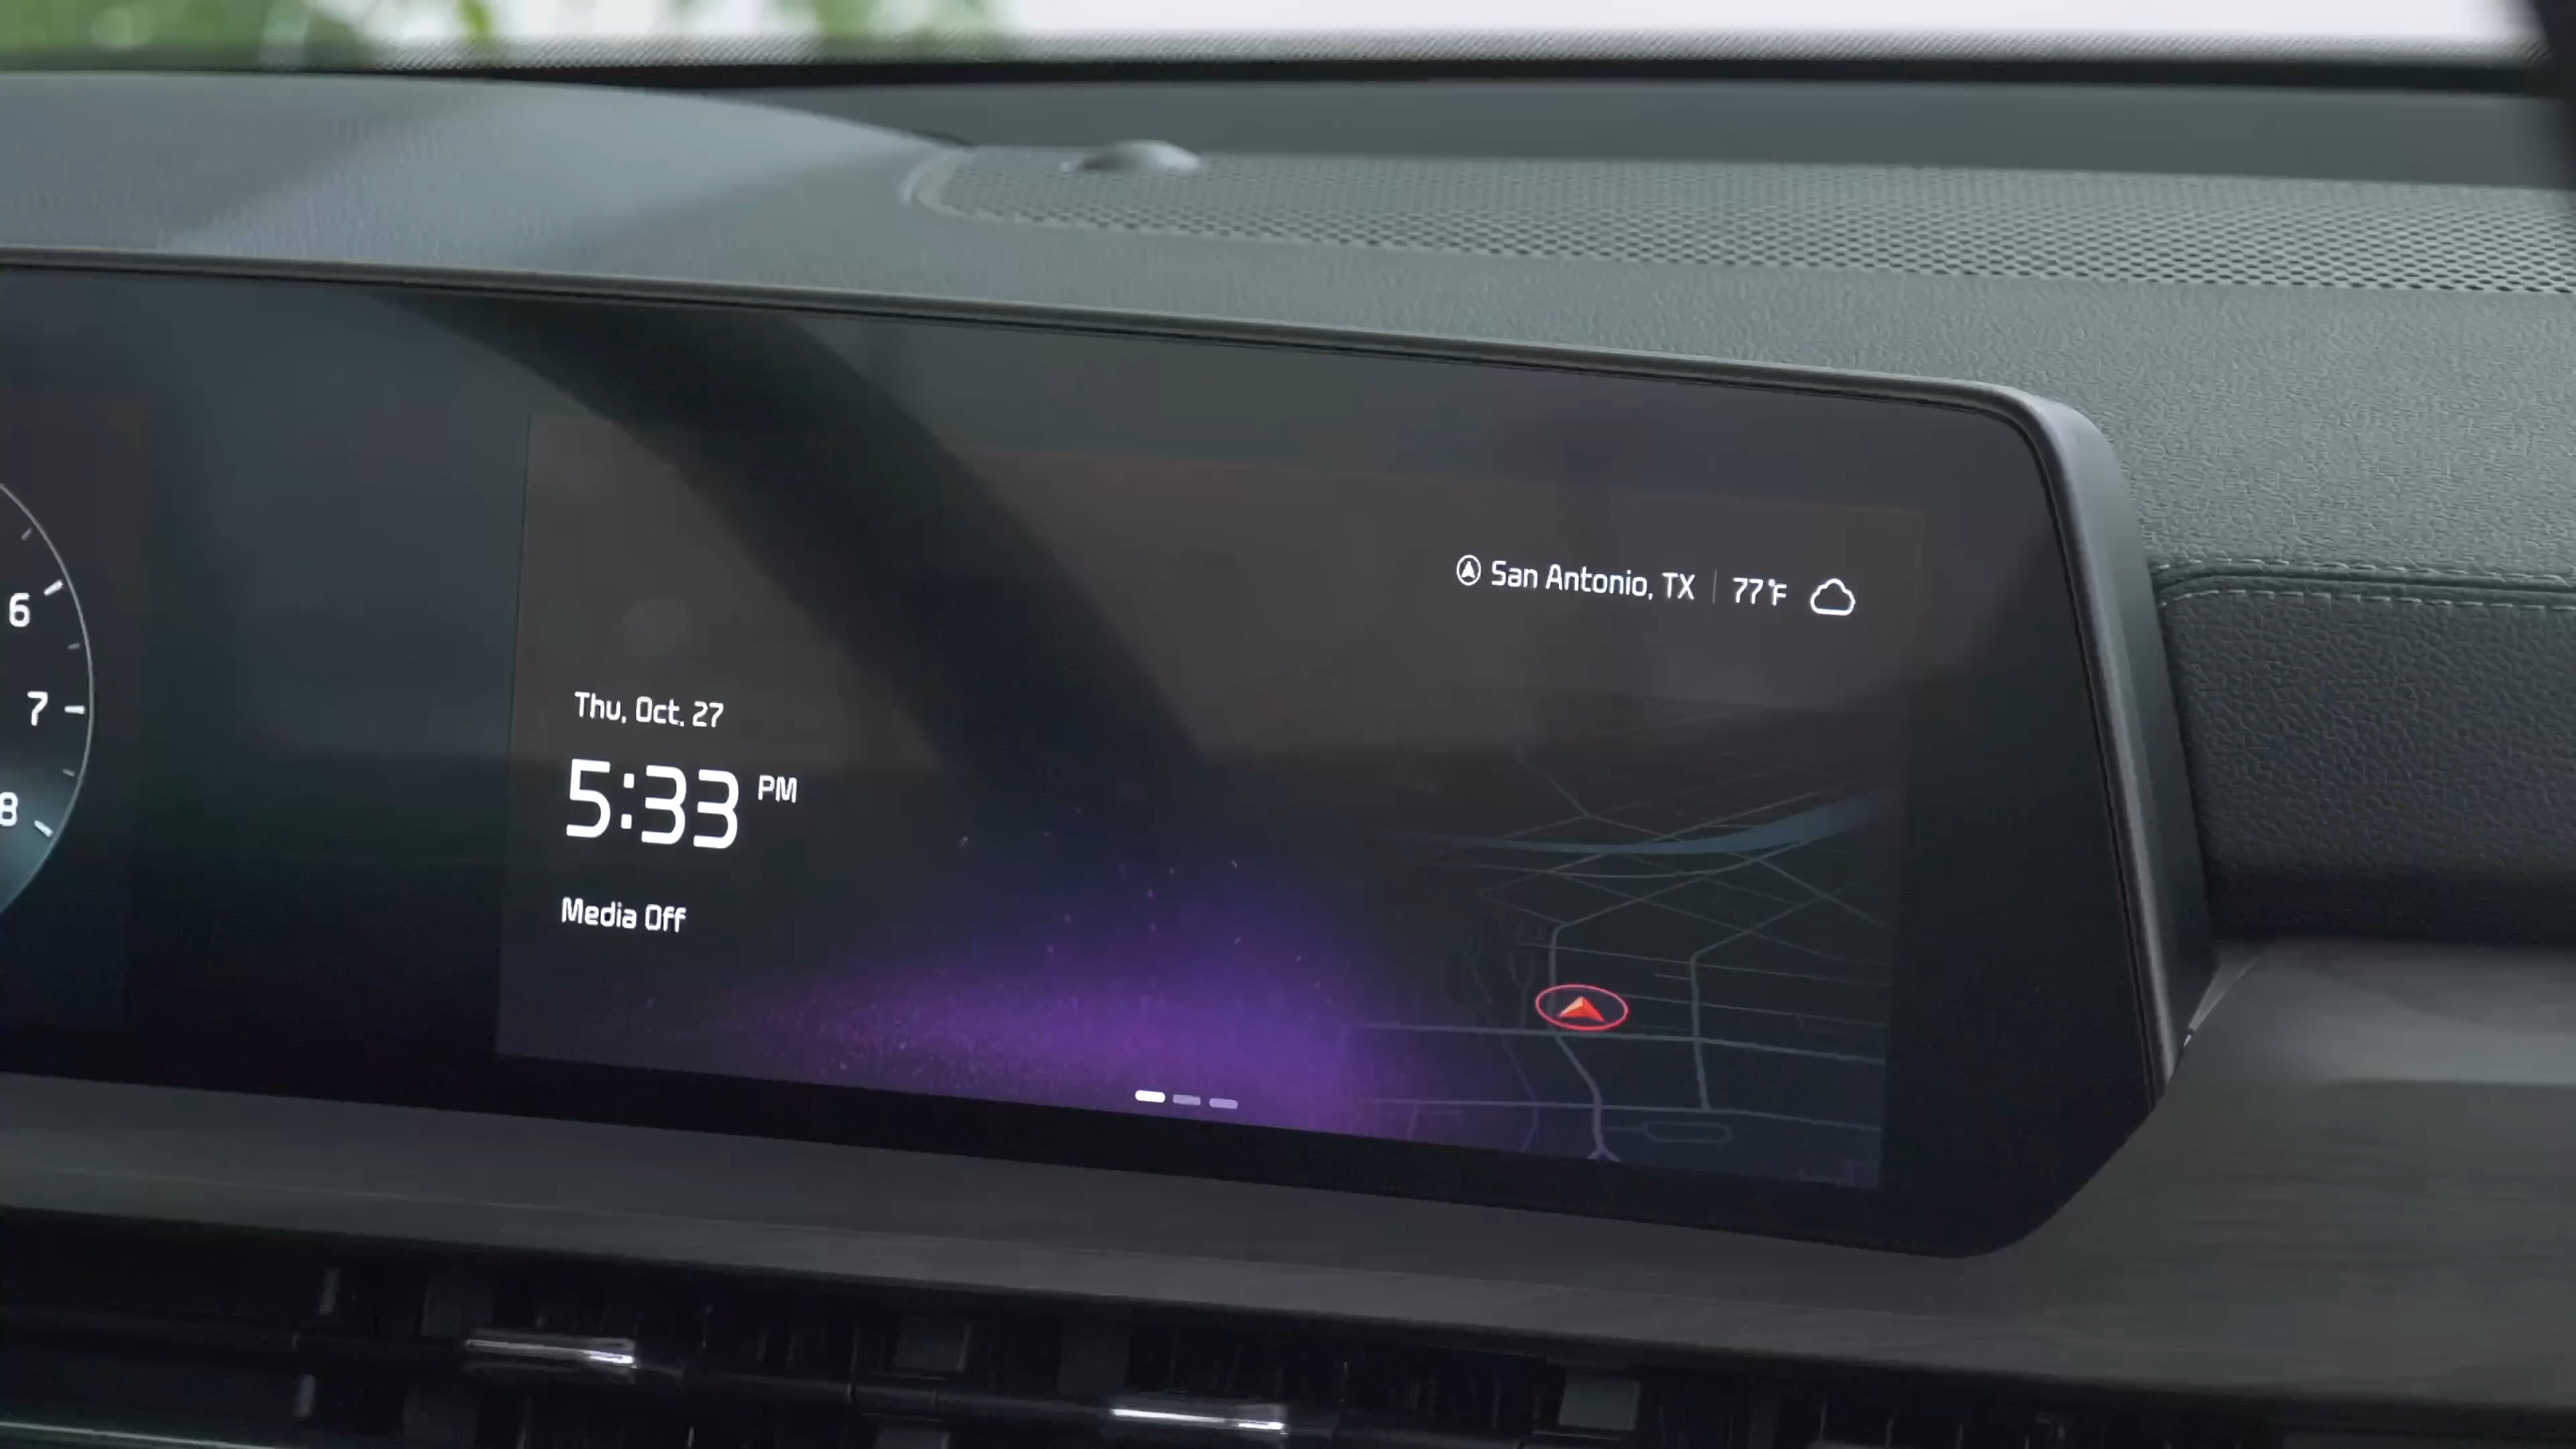 San Antonio, TX | 77°F
Thu, Oct. 27
5:33 PM
Media Off
6
7
8